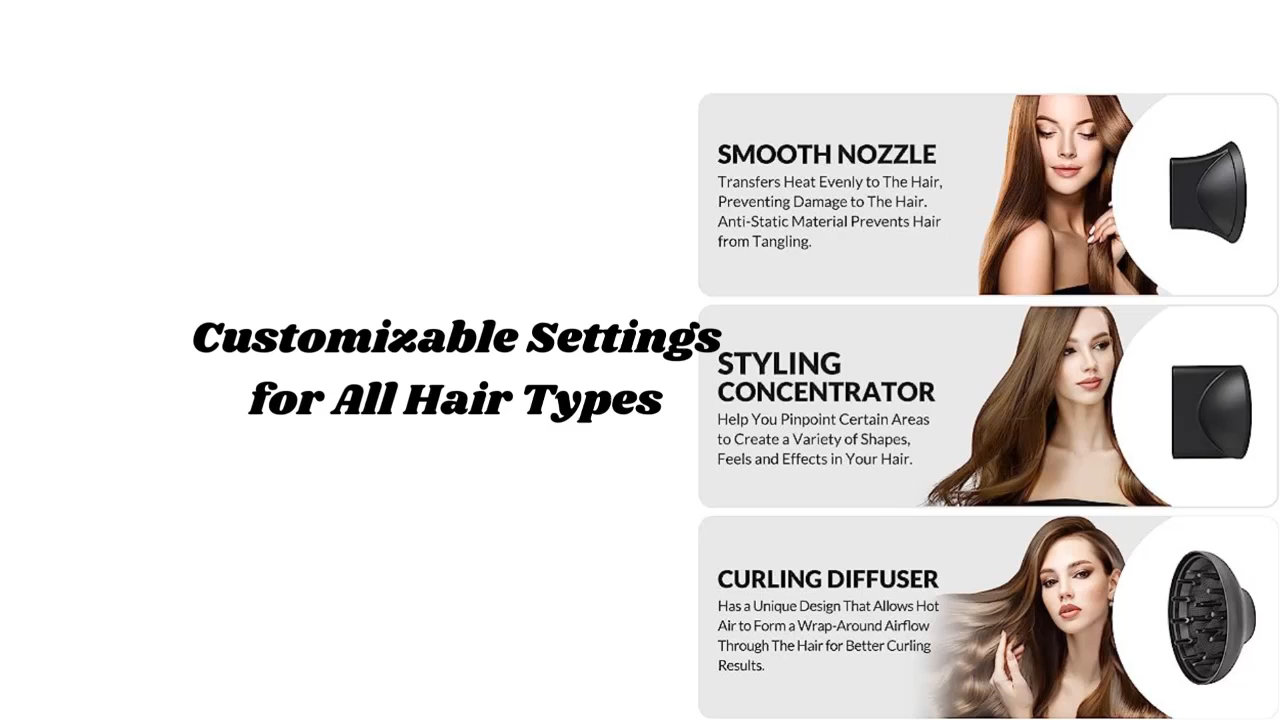 Customizable Settings
for All Hair Types
SMOOTH NOZZLE
Transfers Heat Evenly to The Hair,
Preventing Damage to The Hair.
Anti-Static Material Prevents Hair
from Tangling.
STYLING
CONCENTRATOR
Help You Pinpoint Certain Areas
to Create a Variety of Shapes,
Feels and Effects in Your Hair.
CURLING DIFFUSER
Has a Unique Design That Allows Hot
Air to Form a Wrap-Around Airflow
Through The Hair for Better Curling
Results.